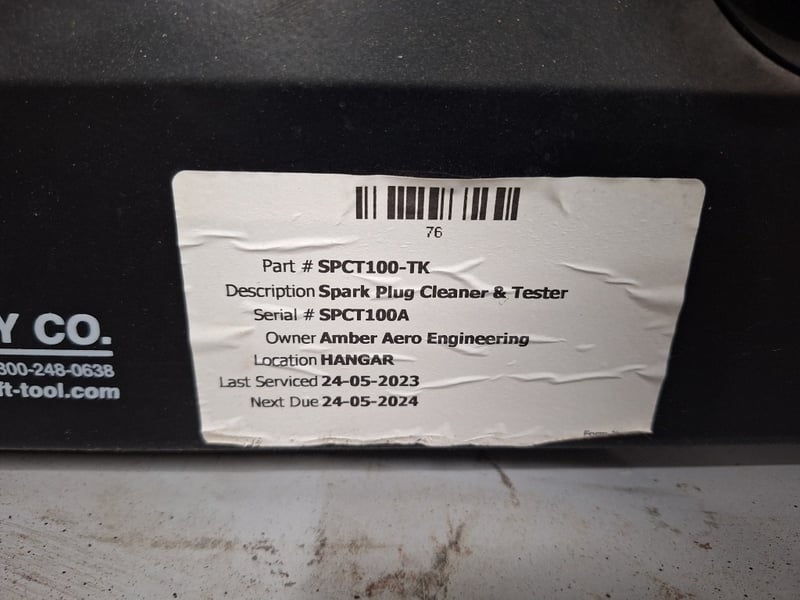 76
Part # SPCT100-TK
Description Spark Plug Cleaner & Tester
Serial # SPCT100A
Owner Amber Aero Engineering
Location HANGAR
Last Serviced 24-05-2023
Next Due 24-05-2024
Y CO.
800-248-0638
ft-tool.com